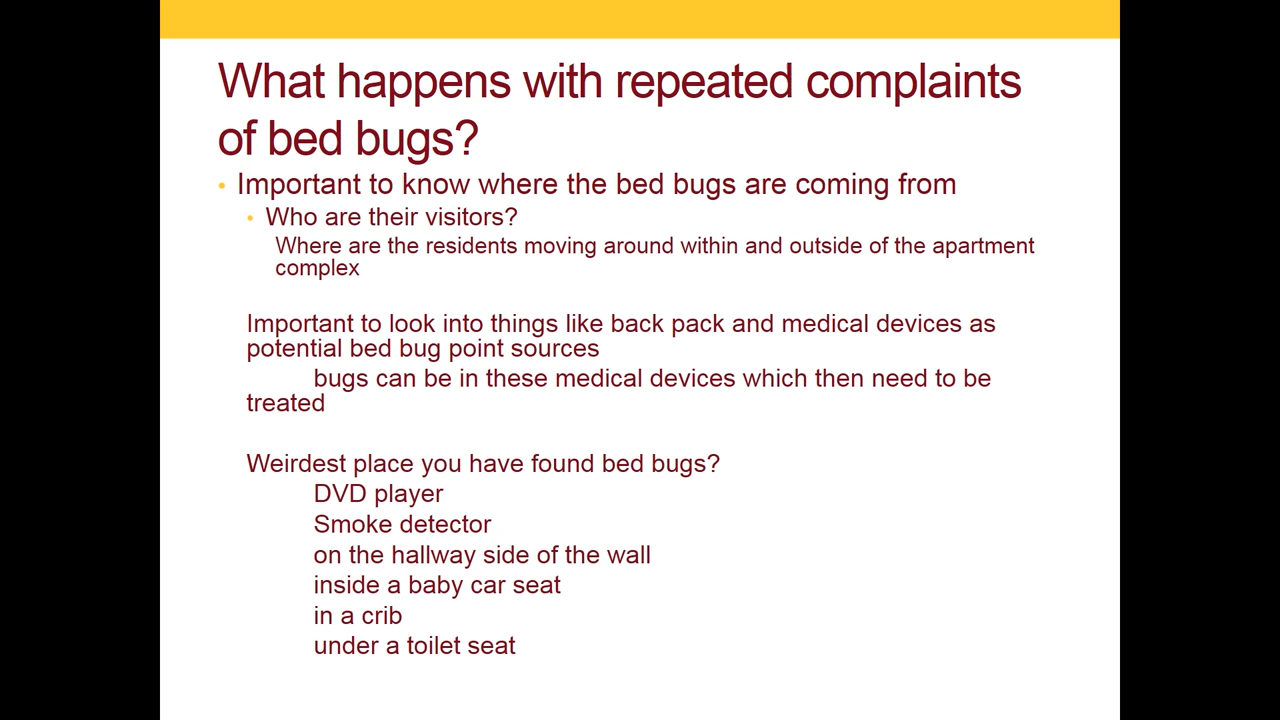 What happens with repeated complaints
of bed bugs?
• Important to know where the bed bugs are coming from
• Who are their visitors?
Where are the residents moving around within and outside of the apartment
complex
Important to look into things like back pack and medical devices as
potential bed bug point sources
bugs can be in these medical devices which then need to be
treated
Weirdest place you have found bed bugs?
DVD player
Smoke detector
on the hallway side of the wall
inside a baby car seat
in a crib
under a toilet seat